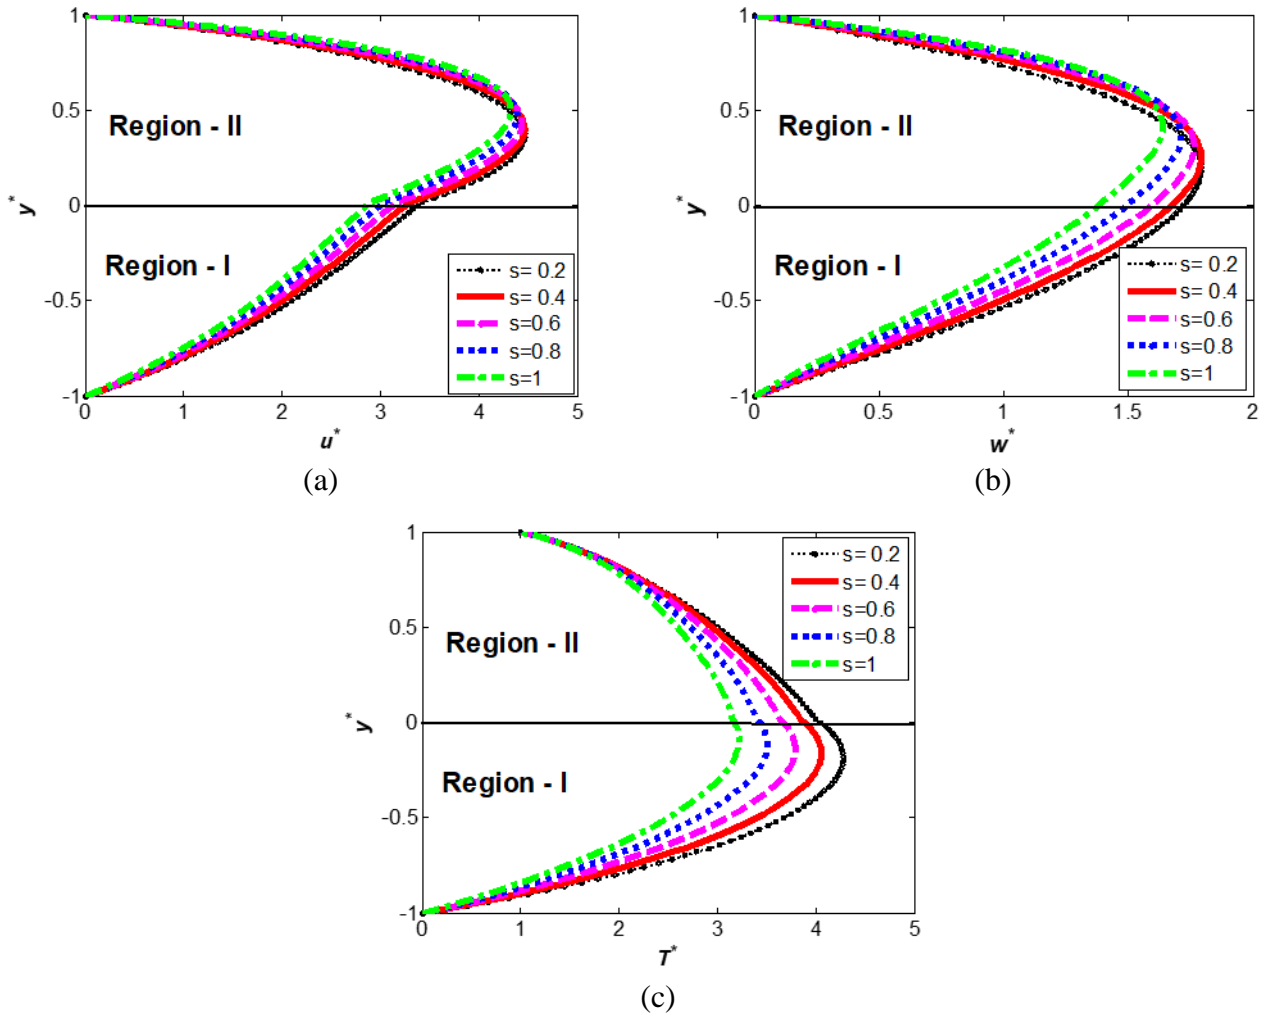 1
0.5
0
-0.5
-1
y*
Region - II
Region - I
s= 0.2
s= 0.4
s=0.6
s=0.8
s=1
0 1 2 3 4 5
u*
(a)
1
0.5
0
-0.5
-1
y*
Region - II
Region - I
s= 0.2
s= 0.4
s=0.6
s=0.8
s=1
0 0.5 1 1.5 2
w*
(b)
1
0.5
0
-0.5
-1
y*
Region - II
Region - I
s= 0.2
s= 0.4
s=0.6
s=0.8
s=1
0 1 2 3 4 5
T*
(c)